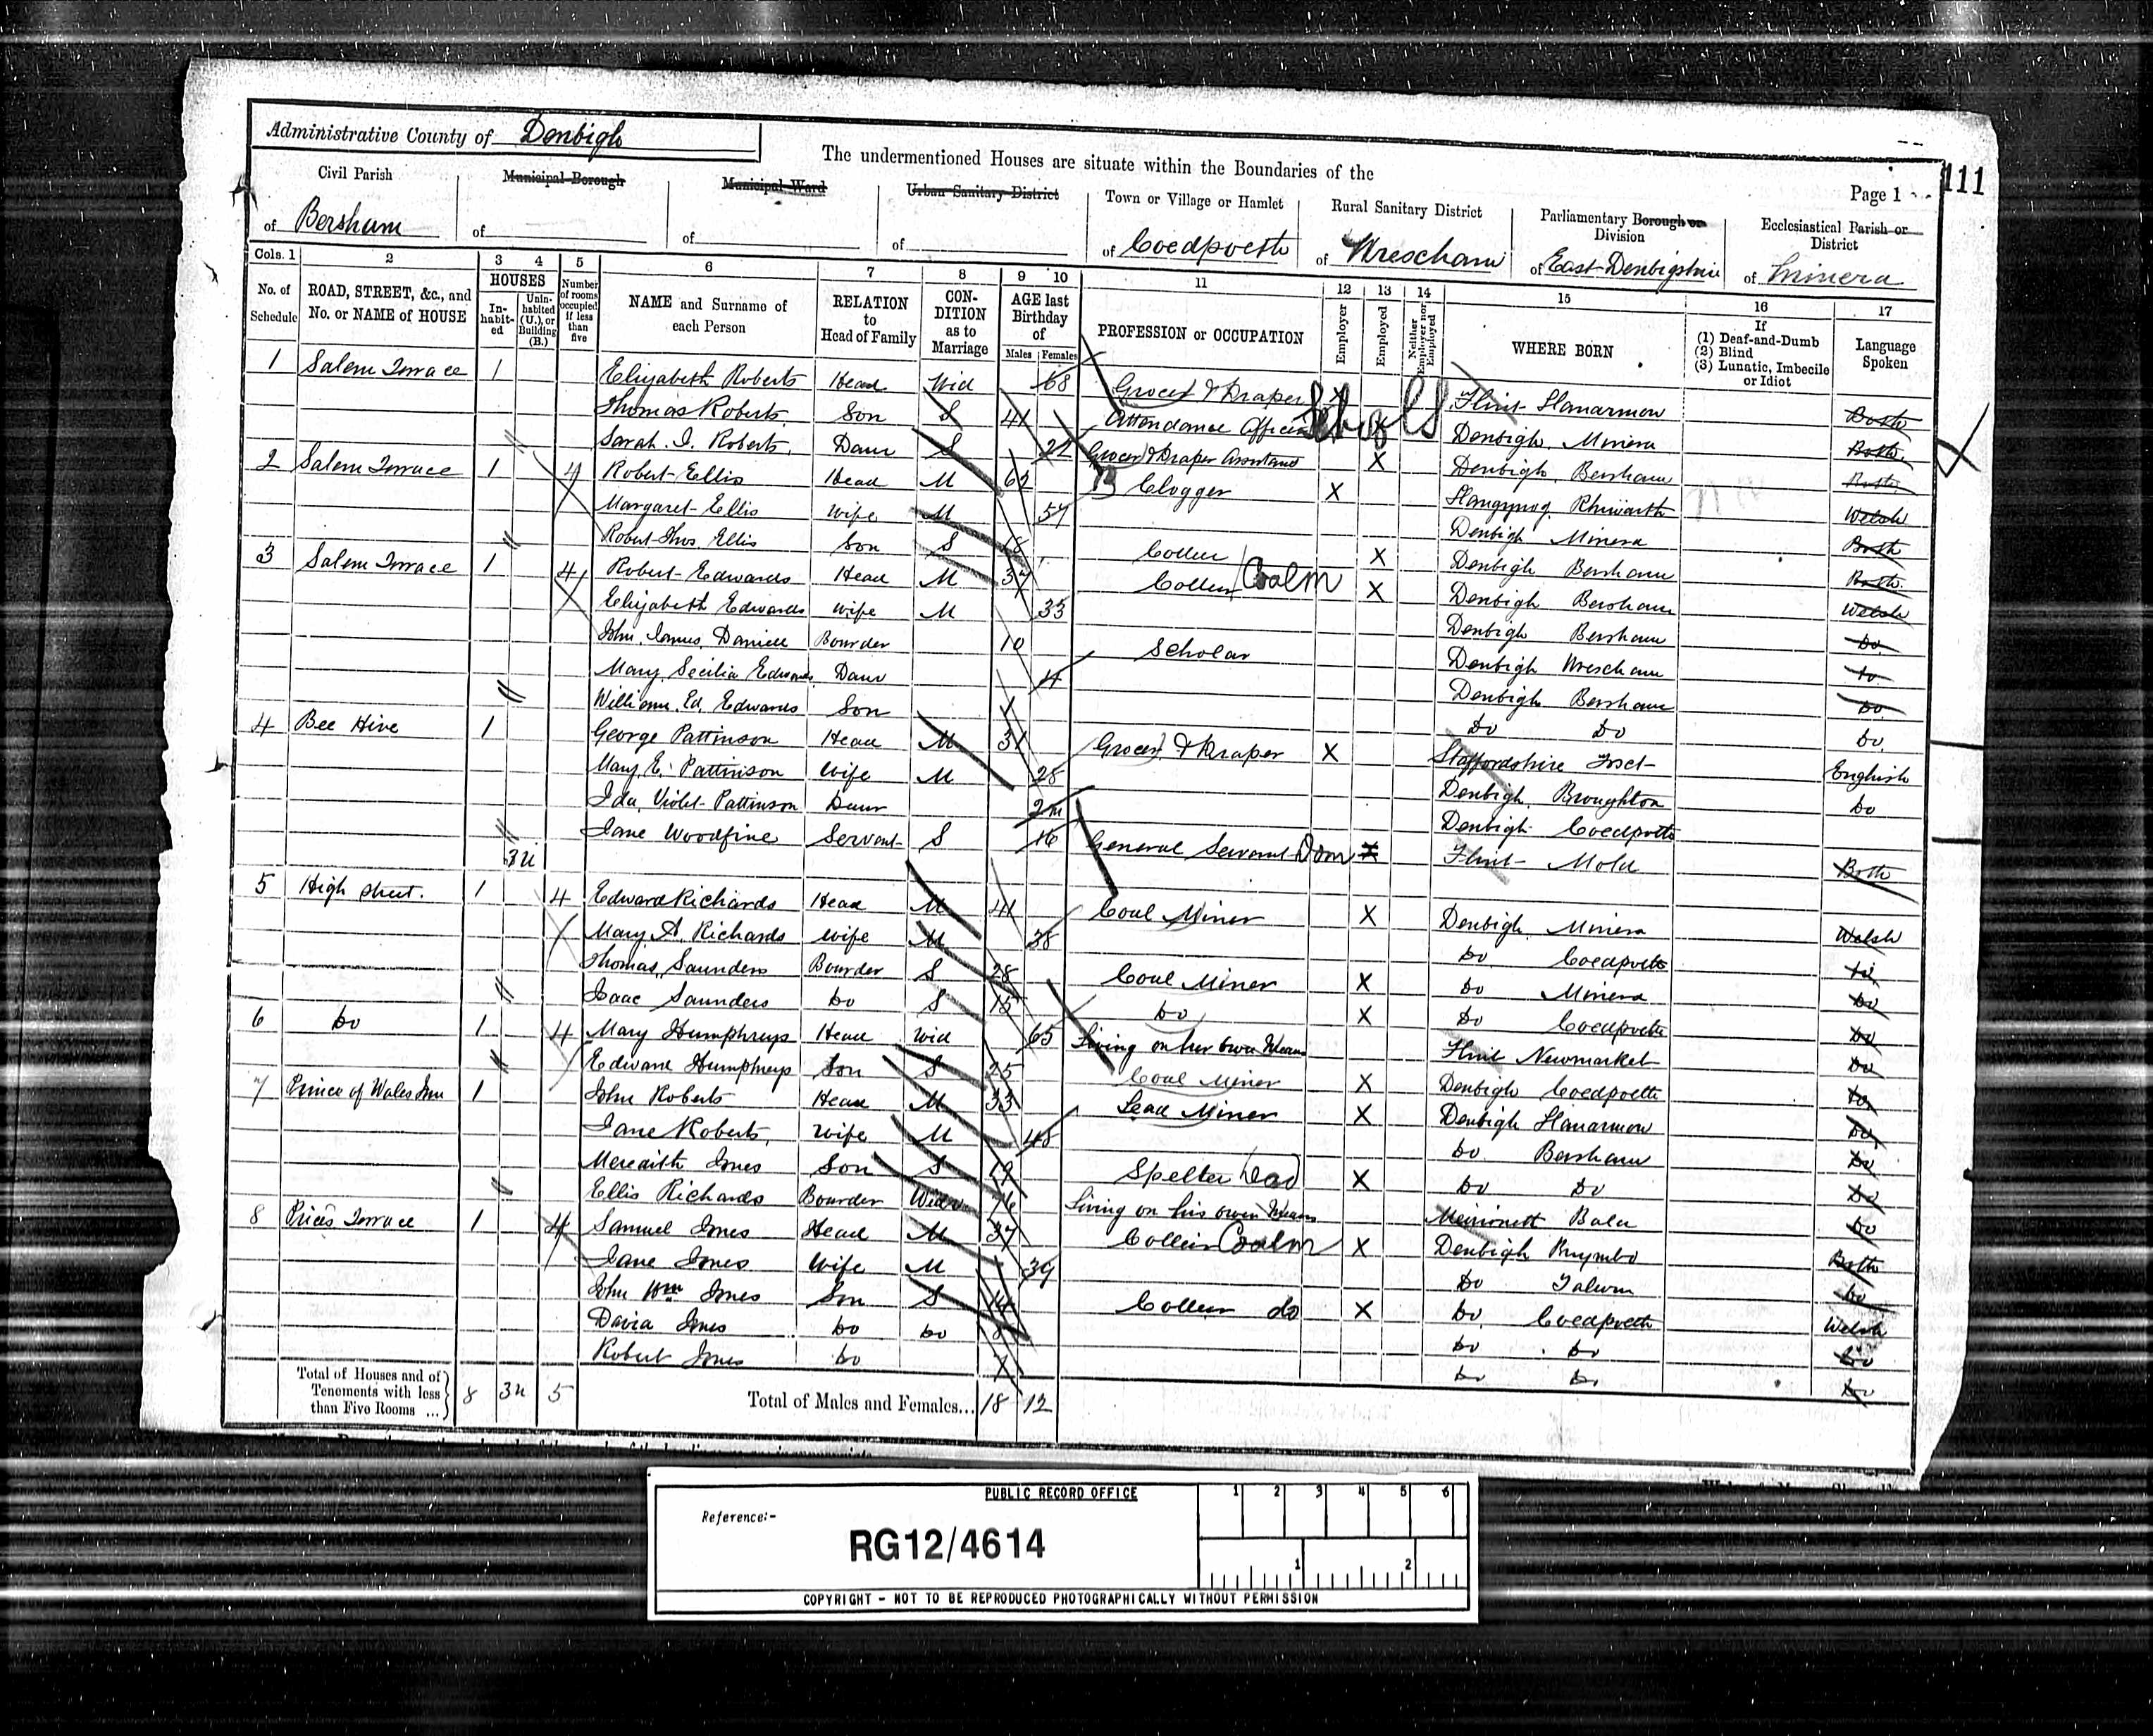 Administrative County of Denbigh
The undermentioned Houses are situate within the Boundaries of the
111
Page 1
Civil Parish of Bersham
Municipal Borough of
Municipal Ward of
Urban Sanitary District of
Town or Village or Hamlet of Coedpoeth
Rural Sanitary District of Wrexham
Parliamentary Borough or Division of East Denbigshire
Ecclesiastical Parish or District of Minera
Cols. 1 2 3 4 5 6 7 8 9 10 11 12 13 14 15 16 17
No. of Schedule
ROAD, STREET, &c., and No. or NAME of HOUSE
HOUSES
In-habit-ed
Unin-habited (U.), or Building (B.)
Number of rooms occupied if less than five
NAME and Surname of each Person
RELATION to Head of Family
CON-DITION as to Marriage
AGE last Birthday of
Males Females
PROFESSION or OCCUPATION
Employer
Employed
Neither Employer nor Employed
WHERE BORN
If (1) Deaf-and-Dumb (2) Blind (3) Lunatic, Imbecile or Idiot
Language Spoken
1 Salem Terrace 1 Elizabeth Roberts Head Wid 68 Grocer & Draper X Flint Llanarmon Both
Thomas Roberts Son S 41 Attendance Officer School X Denbigh Minera Both
Sarah. I. Roberts Daur S 22 Grocer & Draper Assistant X Denbigh Bersham Both
2 Salem Terrace 1 4 Robert Ellis Head M 62 Clogger X Llangynog Welsh
Margaret Ellis Wife M 57 Denbigh Minera Both
Robert Thos. Ellis Son S 18 Collier X Denbigh Bersham Both
3 Salem Terrace 1 4 Robert Edwards Head M 37 Collier Coal m X Denbigh Bersham Welsh
Elizabeth Edwards Wife M 33 Denbigh Bersham Do
John James Daniell Boarder 10 Scholar Denbigh Wrexham Do
Mary Secilia Edwards Daur 4 Denbigh Bersham Do
William Ed. Edwards Son Do Do Do
4 Bee Hive 1 George Pattinson Head M 31 Grocer & Draper X Staffordshire English
Mary E. Pattinson Wife M 28 Denbigh Broughton Do
Ida Violet Pattinson Daur 2m Denbigh Coedpoeth
Jane Woodfine Servant S 16 General Servant Dom X Flint Mold Both
3u
5 High Street. 1 4 Edward Richards Head M 41 Coal Miner X Denbigh Minera Welsh
Mary A. Richards Wife M 38 Do Coedpoeth Do
Thomas Saunders Boarder S 28 Coal Miner X Do Minera Do
Isaac Saunders Do S 15 Do X Do Coedpoeth Do
6 Do 1 4 Mary Humphreys Head Wid 65 Living on her own Means Flint Newmarket Do
Edward Humphreys Son S 25 Coal Miner X Denbigh Coedpoeth Do
7 Prince of Wales Inn 1 John Roberts Head M 33 Lead Miner X Denbigh Llanarmon Do
Jane Roberts Wife M 48 Do Bersham Do
Meredith Jones Son S 19 Spelter X Do Do Do
Ellis Richards Boarder Widr 76 Living on his own Means Merioneth Bala Do
8 Price's Terrace 1 4 Samuel Jones Head M 37 Collier Coal m X Denbigh Brymbo Both
Jane Jones Wife M 39 Do Talwrn Do
John Wm Jones Son S 14 Collier do X Do Coedpoeth Welsh
David Jones Do Do 8 Do Do Do
Robert Jones Do Do Do Do
Total of Houses and of Tenements with less than Five Rooms ... 8 3u 5
Total of Males and Females... 18 12
PUBLIC RECORD OFFICE
Reference:-
RG12/4614
1 2 3 4 5 6
1 2
COPYRIGHT - NOT TO BE REPRODUCED PHOTOGRAPHICALLY WITHOUT PERMISSION